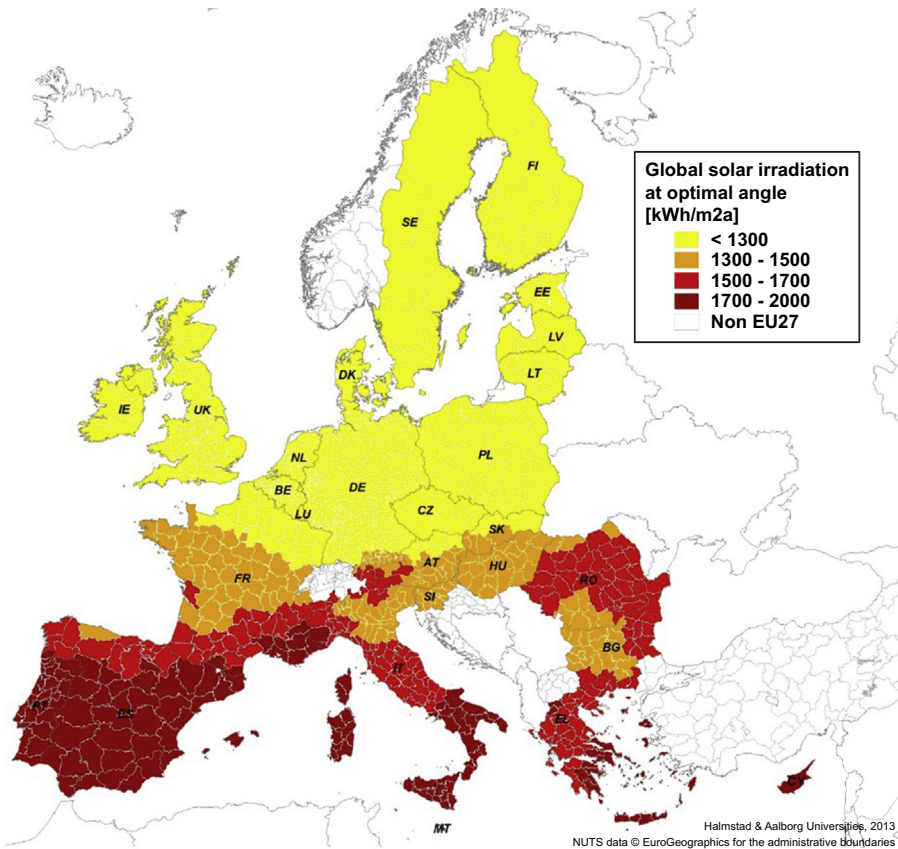 Global solar irradiation
at optimal angle
[kWh/m2a]
< 1300
1300 - 1500
1500 - 1700
1700 - 2000
Non EU27
FI
SE
EE
LV
LT
DK
IE
UK
NL
PL
BE
DE
LU
CZ
SK
AT
HU
FR
SI
RO
BG
IT
PT
ES
EL
CY
MT
Halmstad & Aalborg Universities, 2013
NUTS data © EuroGeographics for the administrative boundaries